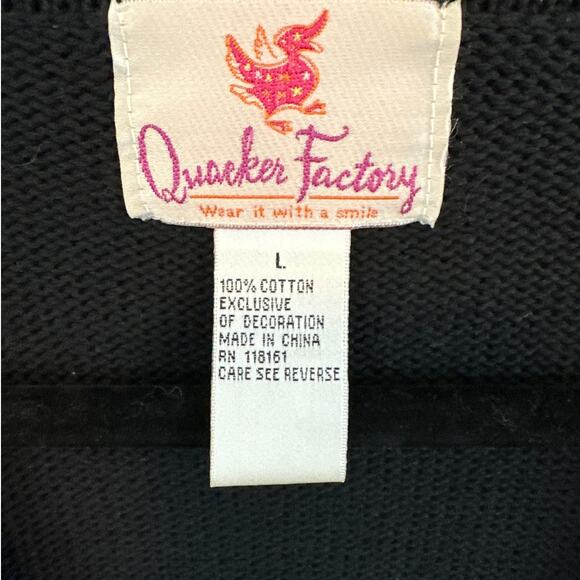 Quacker Factory
Wear it with a smile
L
100% COTTON
EXCLUSIVE
OF DECORATION
MADE IN CHINA
RN 118161
CARE SEE REVERSE